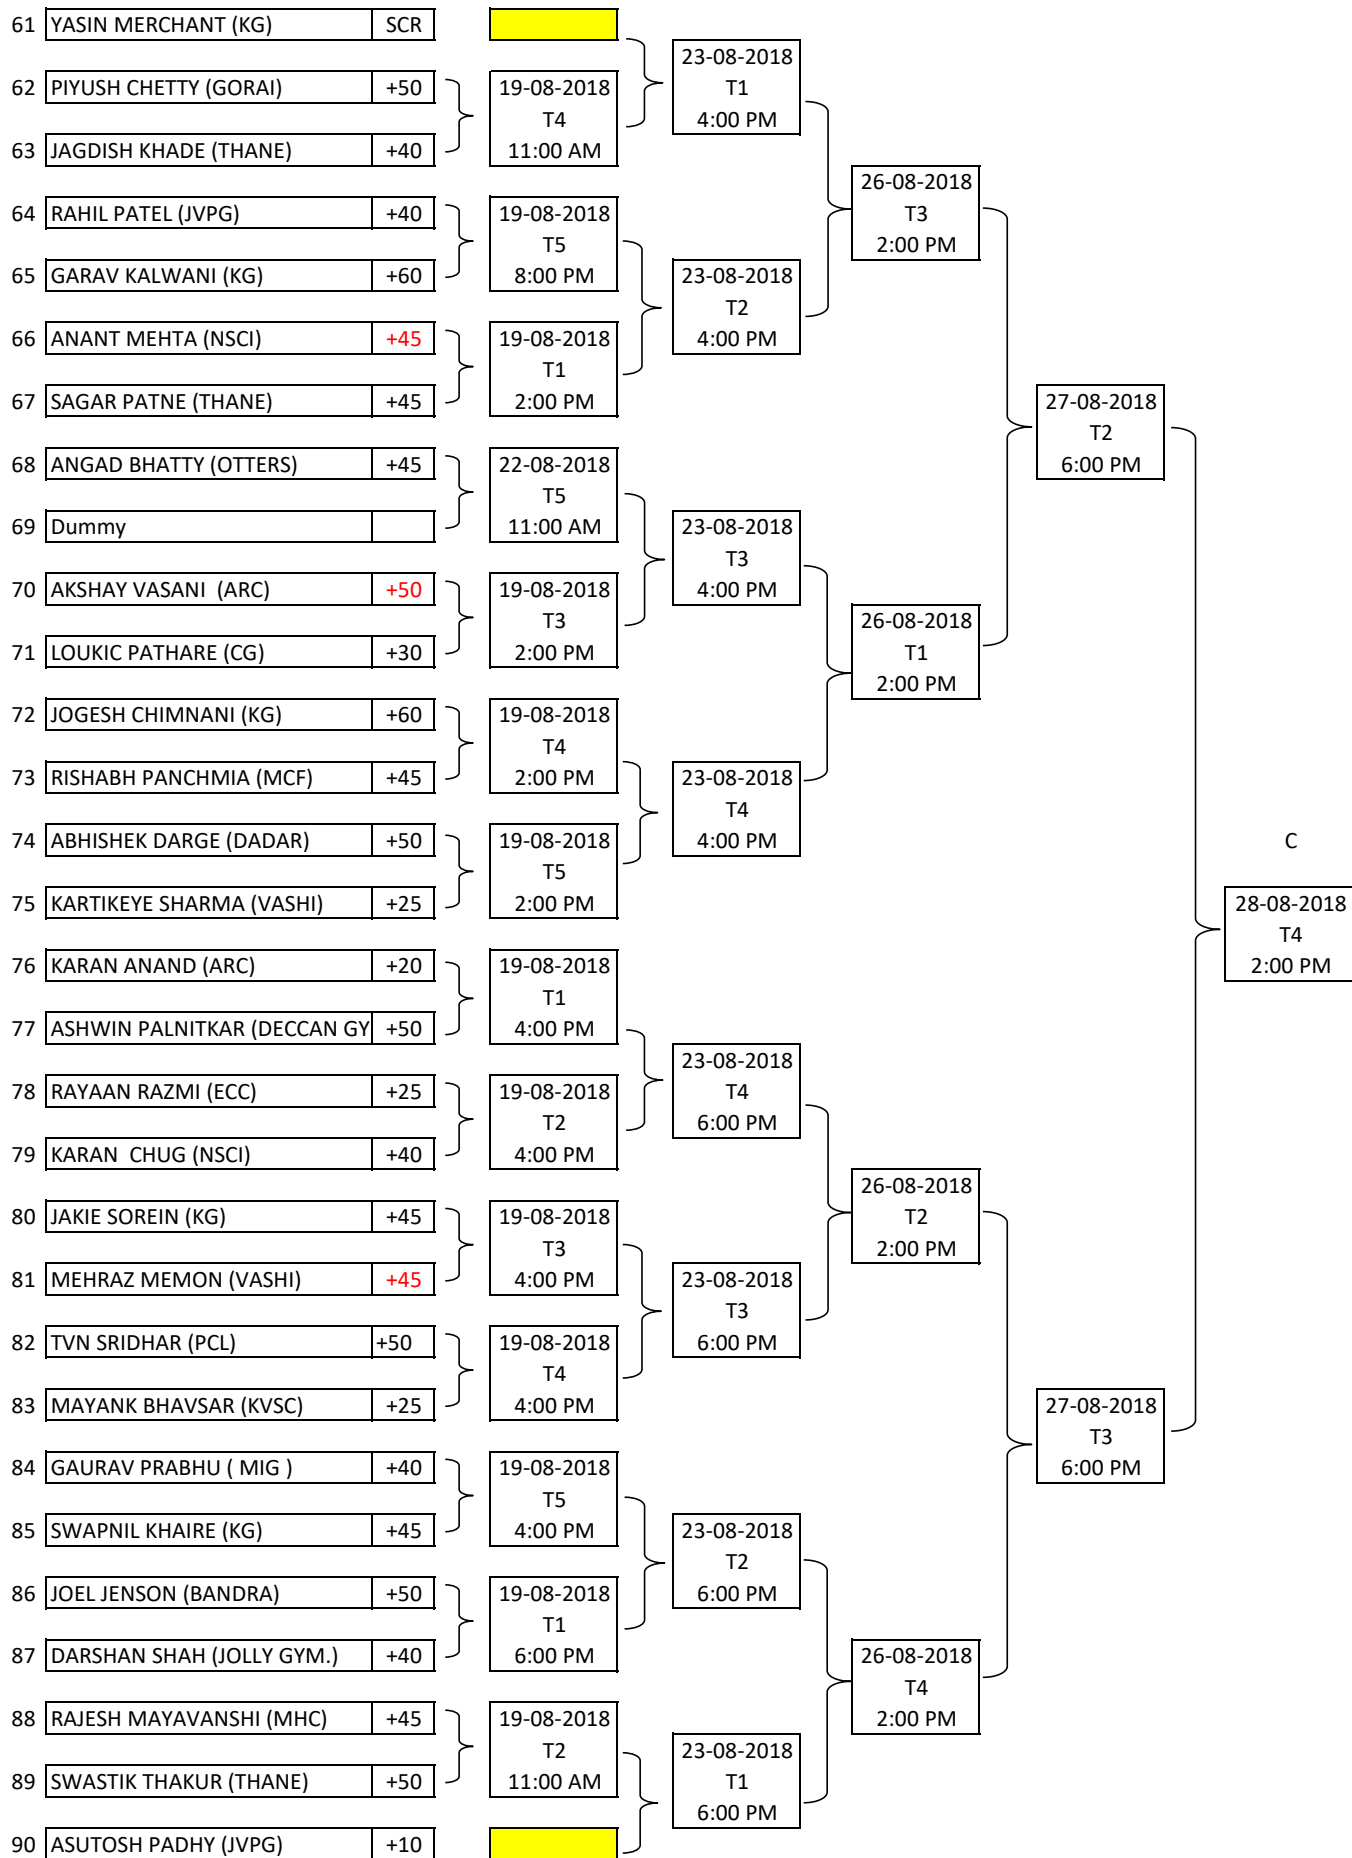 61 YASIN MERCHANT (KG) SCR
23-08-2018
62 PIYUSH CHETTY (GORAI) +50 19-08-2018 T1
T4 4:00 PM
63 JAGDISH KHADE (THANE) +40 11:00 AM
26-08-2018
64 RAHIL PATEL (JVPG) +40 19-08-2018 T3
T5 2:00 PM
65 GARAV KALWANI (KG) +60 8:00 PM 23-08-2018
T2
66 ANANT MEHTA (NSCI) +45 19-08-2018 4:00 PM
T1
67 SAGAR PATNE (THANE) +45 2:00 PM 27-08-2018
T2
68 ANGAD BHATTY (OTTERS) +45 22-08-2018 6:00 PM
T5
69 Dummy 11:00 AM 23-08-2018
T3
70 AKSHAY VASANI (ARC) +50 19-08-2018 4:00 PM
T3 26-08-2018
71 LOUKIC PATHARE (CG) +30 2:00 PM T1
2:00 PM
72 JOGESH CHIMNANI (KG) +60 19-08-2018
T4
73 RISHABH PANCHMIA (MCF) +45 2:00 PM 23-08-2018
T4
74 ABHISHEK DARGE (DADAR) +50 19-08-2018 4:00 PM C
T5
75 KARTIKEYE SHARMA (VASHI) +25 2:00 PM 28-08-2018
T4
76 KARAN ANAND (ARC) +20 19-08-2018 2:00 PM
T1
77 ASHWIN PALNITKAR (DECCAN GY +50 4:00 PM
23-08-2018
78 RAYAAN RAZMI (ECC) +25 19-08-2018 T4
T2 6:00 PM
79 KARAN CHUG (NSCI) +40 4:00 PM
26-08-2018
80 JAKIE SOREIN (KG) +45 19-08-2018 T2
T3 2:00 PM
81 MEHRAZ MEMON (VASHI) +45 4:00 PM 23-08-2018
T3
82 TVN SRIDHAR (PCL) +50 19-08-2018 6:00 PM
T4
83 MAYANK BHAVSAR (KVSC) +25 4:00 PM 27-08-2018
T3
84 GAURAV PRABHU ( MIG ) +40 19-08-2018 6:00 PM
T5
85 SWAPNIL KHAIRE (KG) +45 4:00 PM 23-08-2018
T2
86 JOEL JENSON (BANDRA) +50 19-08-2018 6:00 PM
T1
87 DARSHAN SHAH (JOLLY GYM.) +40 6:00 PM 26-08-2018
T4
88 RAJESH MAYAVANSHI (MHC) +45 19-08-2018 2:00 PM
T2 23-08-2018
89 SWASTIK THAKUR (THANE) +50 11:00 AM T1
6:00 PM
90 ASUTOSH PADHY (JVPG) +10